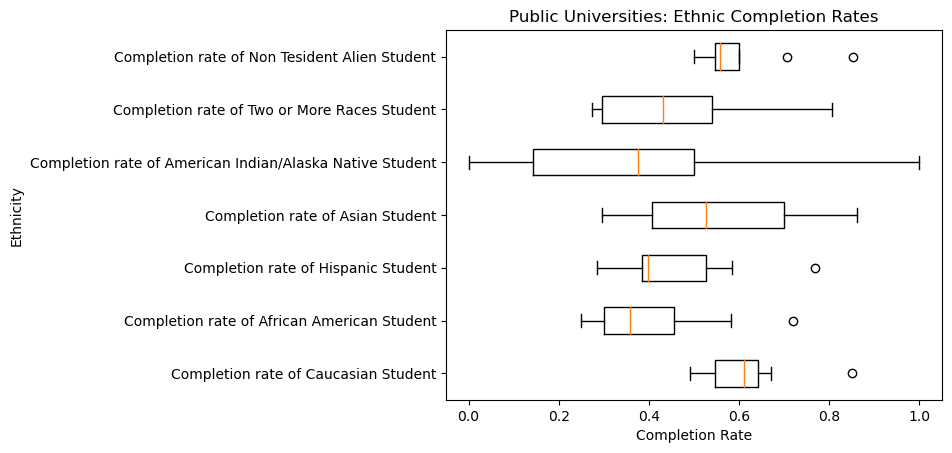 Public Universities: Ethnic Completion Rates
Completion rate of Non Tesident Alien Student
Completion rate of Two or More Races Student
Completion rate of American Indian/Alaska Native Student
Completion rate of Asian Student
Completion rate of Hispanic Student
Completion rate of African American Student
Completion rate of Caucasian Student
Ethnicity
0.0 0.2 0.4 0.6 0.8 1.0
Completion Rate